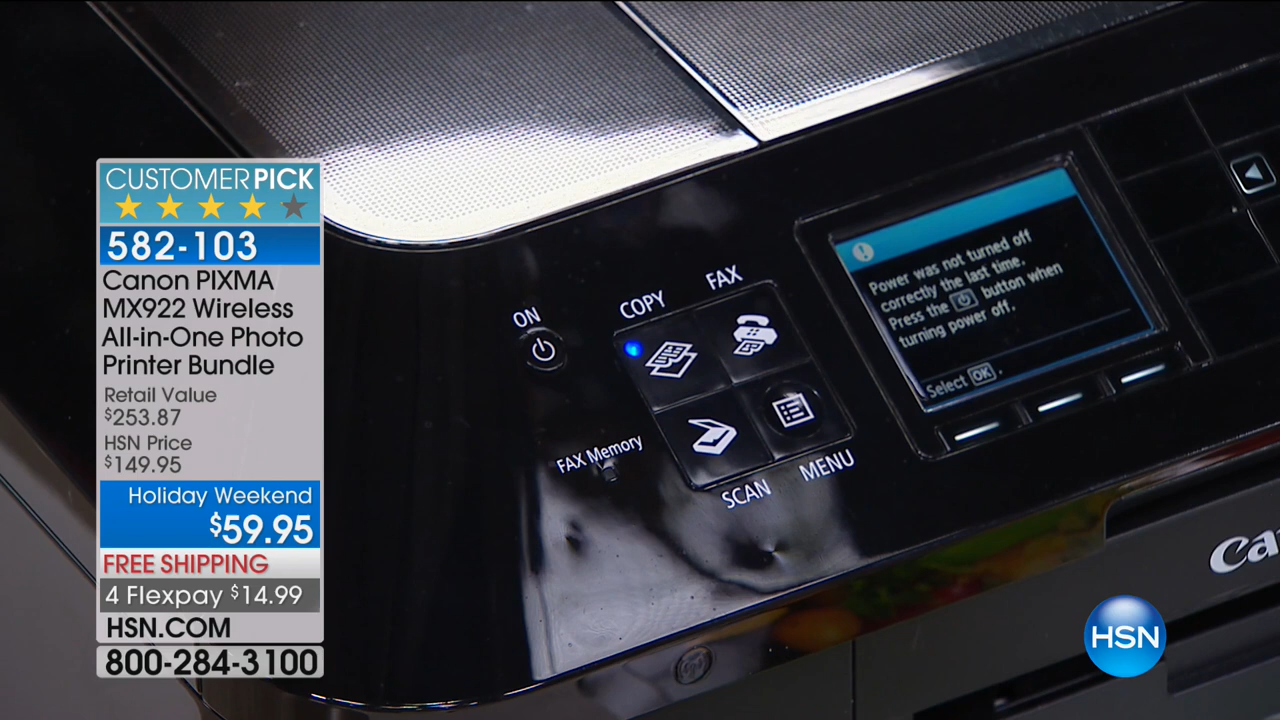 CUSTOMER PICK
582-103
Canon PIXMA
MX922 Wireless
All-in-One Photo
Printer Bundle
Retail Value
$253.87
HSN Price
$149.95
Holiday Weekend
$59.95
FREE SHIPPING
4 Flexpay $14.99
HSN.COM
800-284-3100
ON
COPY
FAX
FAX Memory
SCAN
MENU
Power was not turned off
correctly the last time.
Press the button when
turning power off.
Select OK.
Ca
HSN